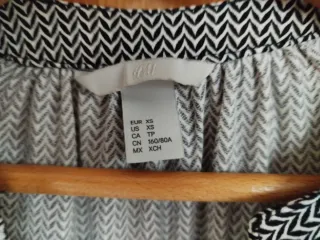 H&M
EUR XS
US XS
CA TP
CN 160/80A
MX XCH